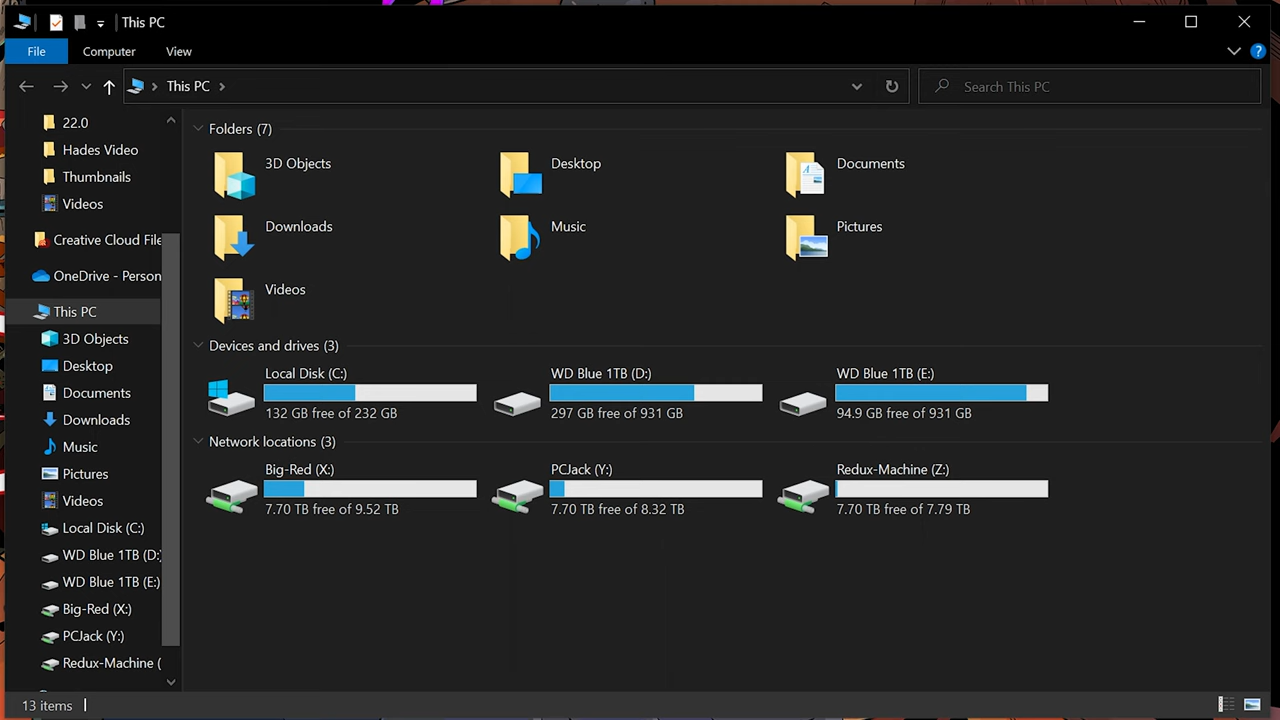 This PC
File
Computer
View
This PC
Search This PC
22.0
Hades Video
Thumbnails
Videos
Creative Cloud File
OneDrive - Person
This PC
3D Objects
Desktop
Documents
Downloads
Music
Pictures
Videos
Local Disk (C:)
WD Blue 1TB (D:)
WD Blue 1TB (E:)
Big-Red (X:)
PCJack (Y:)
Redux-Machine (
Folders (7)
3D Objects
Desktop
Documents
Downloads
Music
Pictures
Videos
Devices and drives (3)
Local Disk (C:)
132 GB free of 232 GB
WD Blue 1TB (D:)
297 GB free of 931 GB
WD Blue 1TB (E:)
94.9 GB free of 931 GB
Network locations (3)
Big-Red (X:)
7.70 TB free of 9.52 TB
PCJack (Y:)
7.70 TB free of 8.32 TB
Redux-Machine (Z:)
7.70 TB free of 7.79 TB
13 items